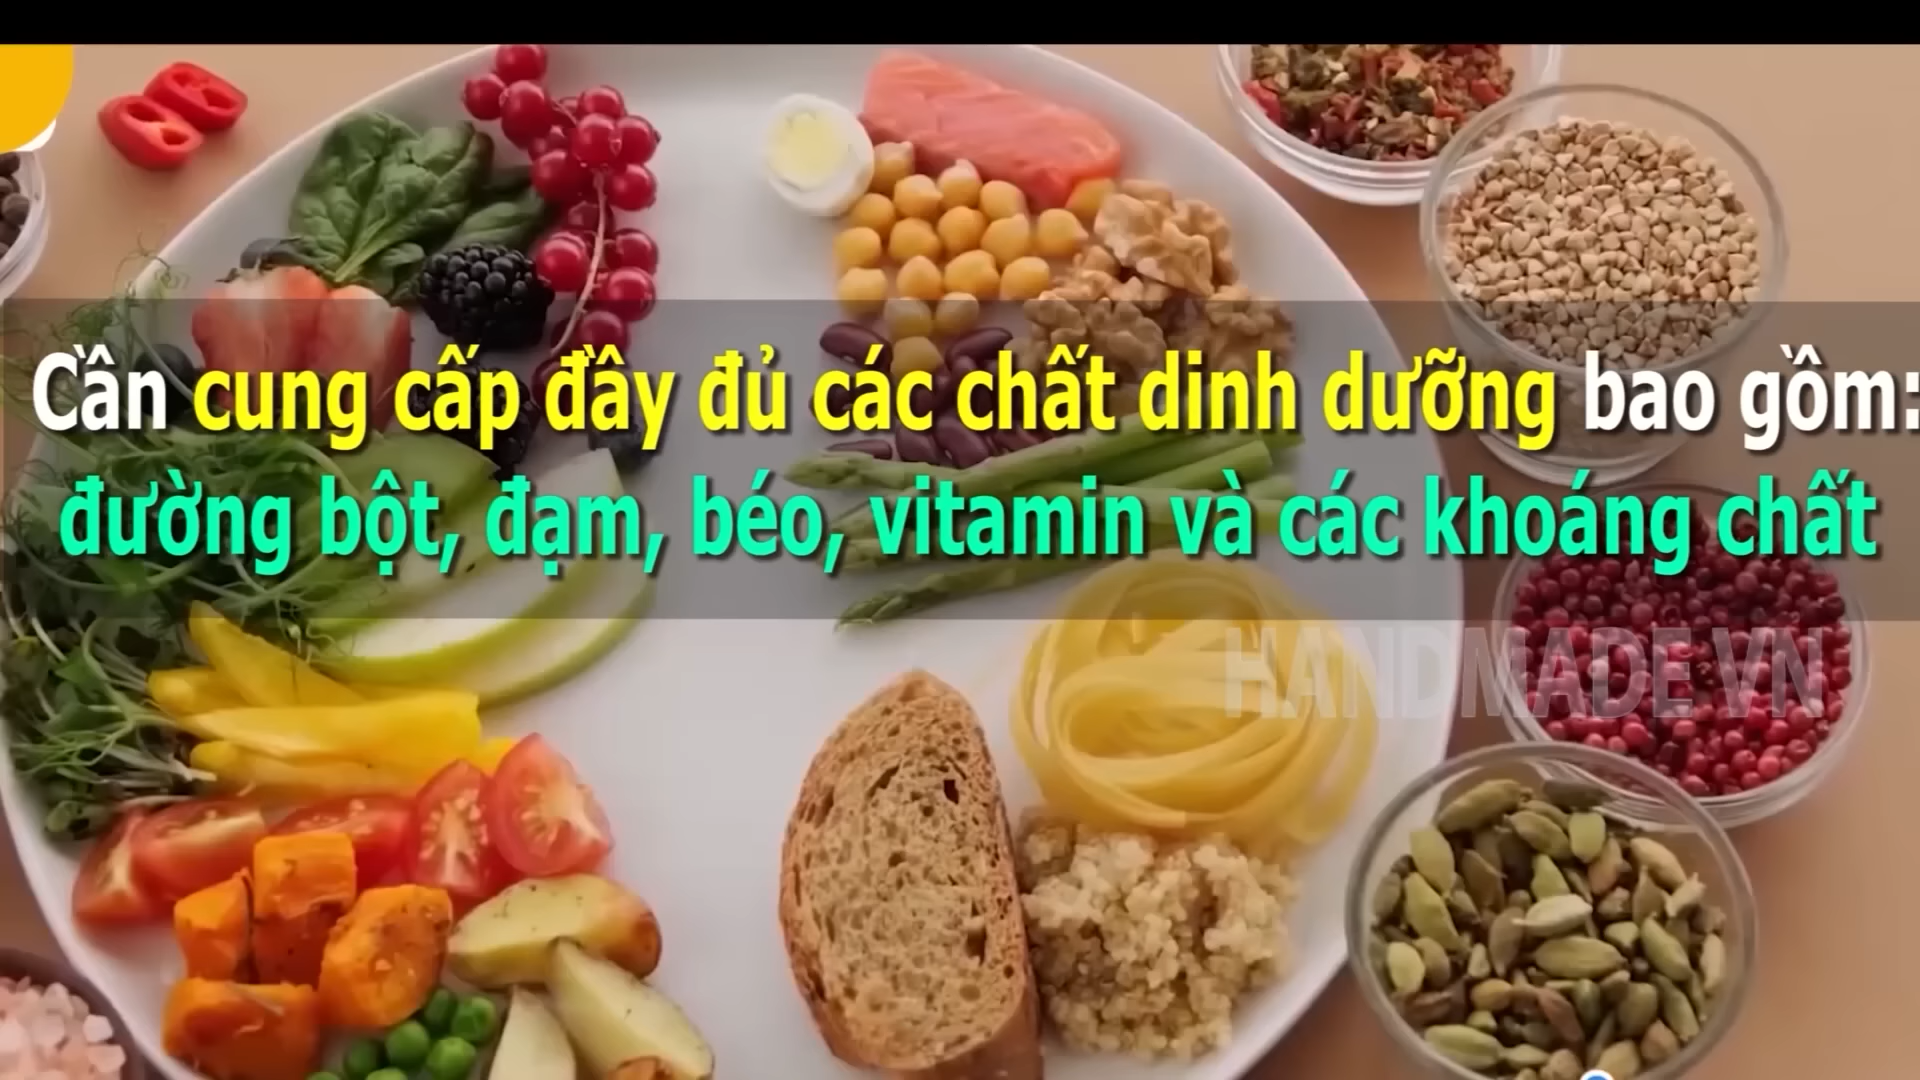 Cần cung cấp đầy đủ các chất dinh dưỡng bao gồm:
đường bột, đạm, béo, vitamin và các khoáng chất
HANDMADE VN